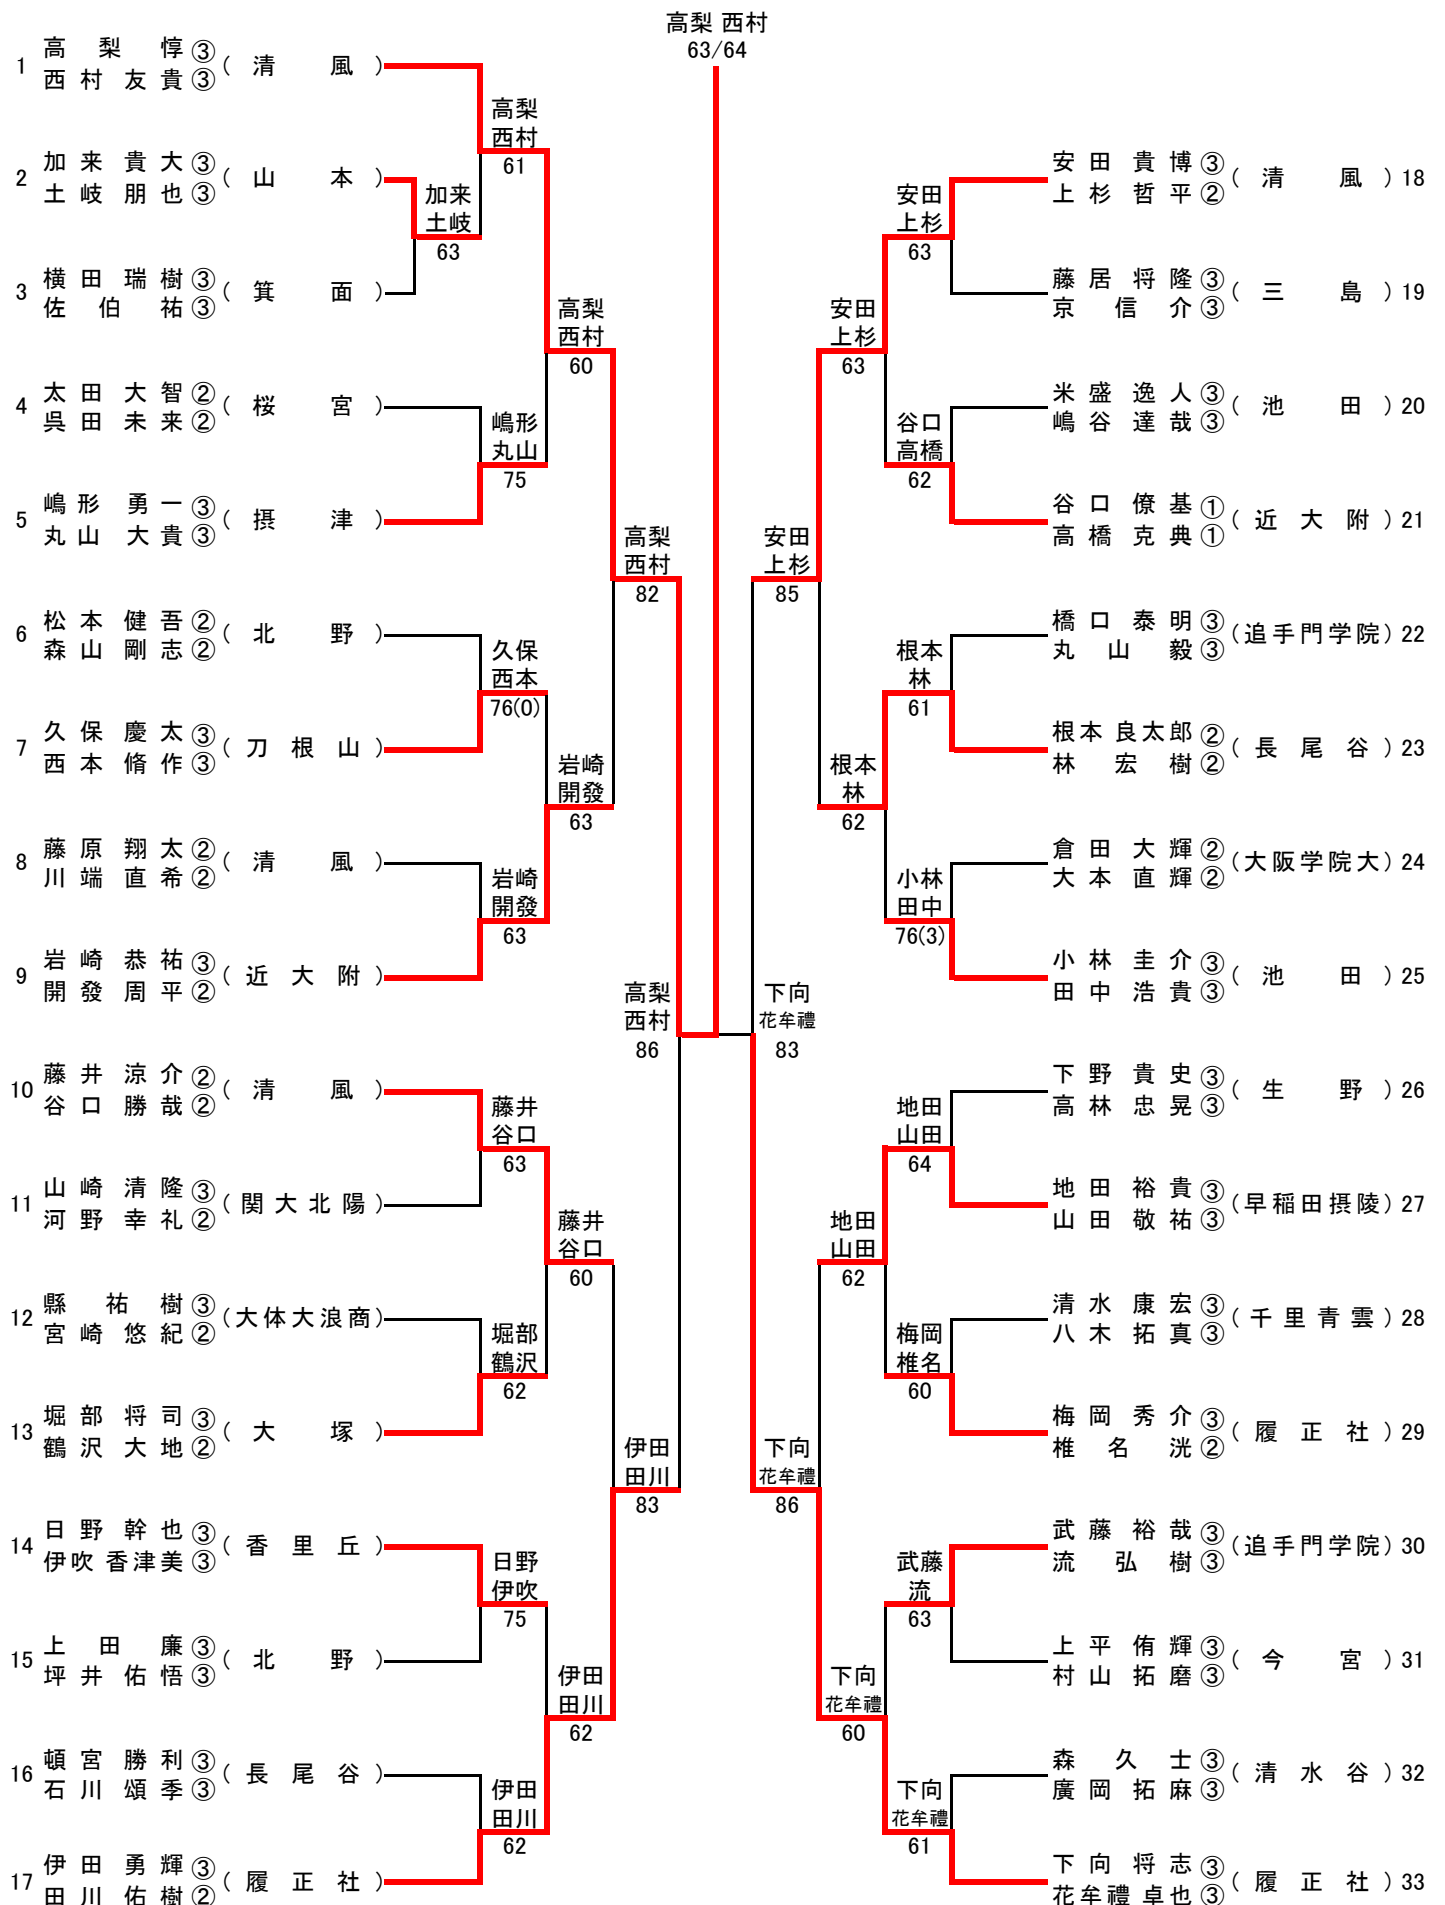 高梨 西村
63/64
1 高梨惇③(清風)
西村友貴③
2 加来貴大③(山本)
土岐朋也③
3 横田瑞樹③(箕面)
佐伯祐③
4 太田大智②(桜宮)
呉田未来②
5 嶋形勇一③(摂津)
丸山大貴③
6 松本健吾②(北野)
森山剛志②
7 久保慶太③(刀根山)
西本脩作③
8 藤原翔太②(清風)
川端直希②
9 岩崎恭祐③(近大附)
開發周平②
10 藤井涼介②(清風)
谷口勝哉②
11 山崎清隆③(関大北陽)
河野幸礼②
12 縣祐樹③(大体大浪商)
宮崎悠紀②
13 堀部将司③(大塚)
鶴沢大地②
14 日野幹也③(香里丘)
伊吹香津美③
15 上田廉③(北野)
坪井佑悟③
16 頓宮勝利③(長尾谷)
石川頌季③
17 伊田勇輝③(履正社)
田川佑樹②
高梨
西村
61
加来
土岐
63
嶋形
丸山
75
久保
西本
76(0)
岩崎
開發
63
藤井
谷口
63
堀部
鶴沢
62
日野
伊吹
75
伊田
田川
62
高梨
西村
60
岩崎
開發
63
藤井
谷口
60
伊田
田川
62
高梨
西村
82
伊田
田川
83
高梨
西村
86
下向
花牟禮
83
安田
上杉
85
下向
花牟禮
86
安田
上杉
63
根本
林
62
地田
山田
62
下向
花牟禮
60
安田
上杉
63
谷口
高橋
62
根本
林
61
小林
田中
76(3)
地田
山田
64
梅岡
椎名
60
武藤
流
63
下向
花牟禮
61
安田貴博③(清風)18
上杉哲平②
藤居将隆③(三島)19
京信介③
米盛逸人③(池田)20
嶋谷達哉③
谷口僚基①(近大附)21
高橋克典①
橋口泰明③(追手門学院)22
丸山毅③
根本良太郎②(長尾谷)23
林宏樹②
倉田大輝②(大阪学院大)24
大本直輝②
小林圭介③(池田)25
田中浩貴③
下野貴史③(生野)26
高林忠晃③
地田裕貴③(早稲田摂陵)27
山田敬祐③
清水康宏③(千里青雲)28
八木拓真③
梅岡秀介③(履正社)29
椎名洸②
武藤裕哉③(追手門学院)30
流弘樹③
上平侑輝③(今宮)31
村山拓磨③
森久士③(清水谷)32
廣岡拓麻③
下向将志③(履正社)33
花牟禮卓也③